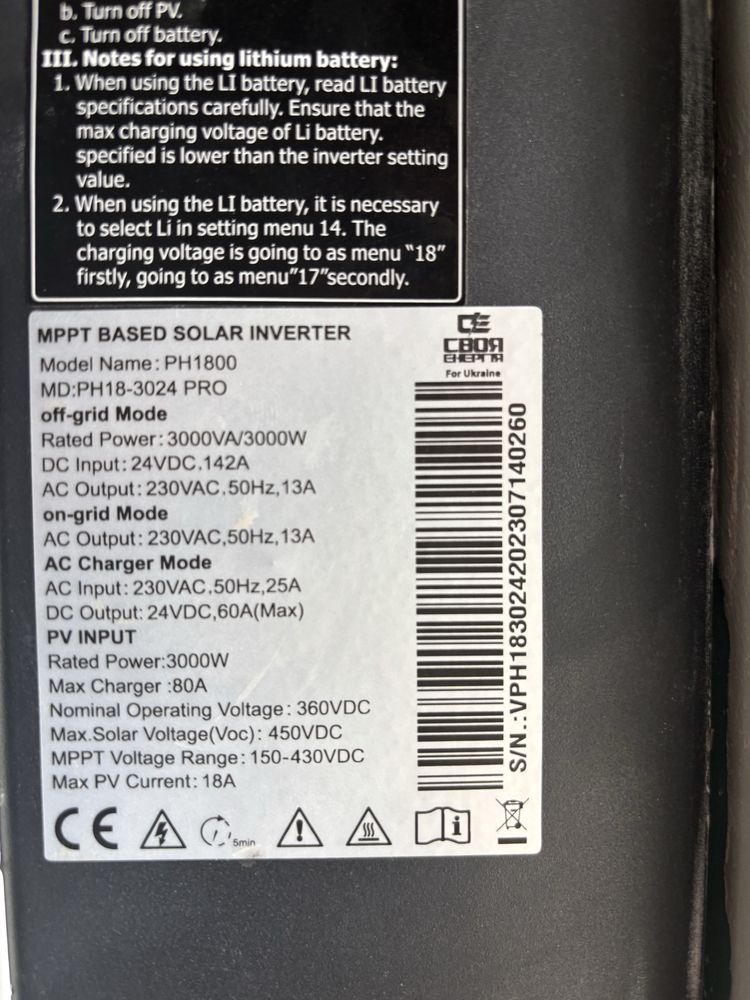 b. Turn off PV.
c. Turn off battery.
III. Notes for using lithium battery:
1. When using the LI battery, read LI battery
specifications carefully. Ensure that the
max charging voltage of Li battery.
specified is lower than the inverter setting
value.
2. When using the LI battery, it is necessary
to select Li in setting menu 14. The
charging voltage is going to as menu “18”
firstly, going to as menu”17”secondly.
MPPT BASED SOLAR INVERTER
Model Name: PH1800
MD:PH18-3024 PRO
off-grid Mode
Rated Power: 3000VA/3000W
DC Input: 24VDC.142A
AC Output: 230VAC.50Hz,13A
on-grid Mode
AC Output: 230VAC,50Hz,13A
AC Charger Mode
AC Input: 230VAC.50Hz,25A
DC Output: 24VDC,60A(Max)
PV INPUT
Rated Power:3000W
Max Charger :80A
Nominal Operating Voltage: 360VDC
Max.Solar Voltage(Voc): 450VDC
MPPT Voltage Range: 150-430VDC
Max PV Current: 18A
СЕ
СВОЯ
ЕНЕРГІЯ
For Ukraine
S/N.:VPH18302420230714​0260
CE
5min
i